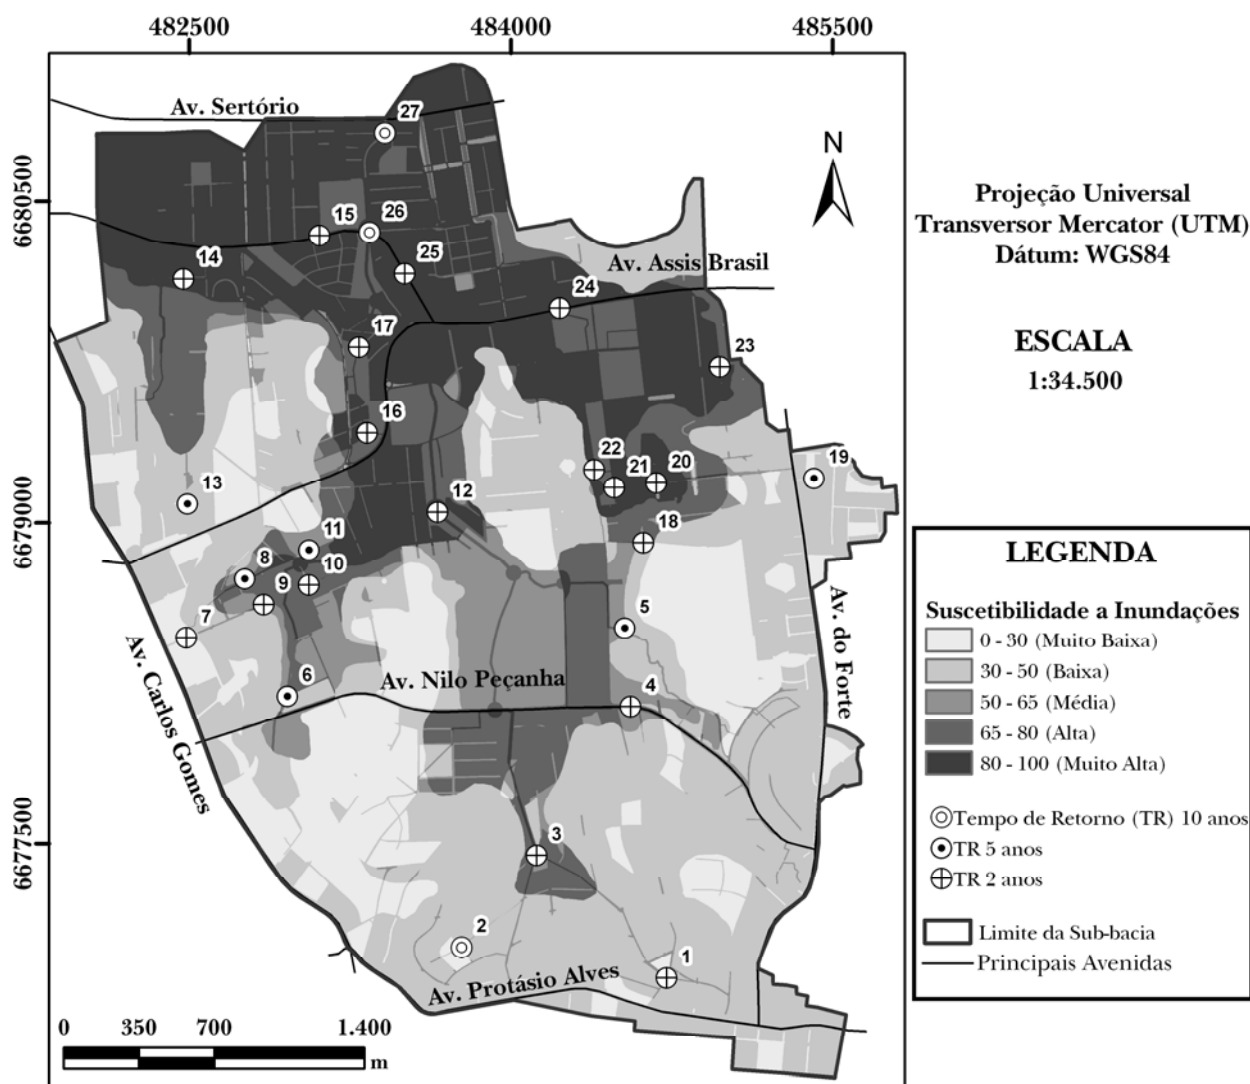 482500
484000
485500
6680500
6679000
6677500
Av. Sertório
27
N
15
26
25
14
Av. Assis Brasil
24
17
23
16
22
21
20
19
13
12
18
11
10
8
9
7
5
Av. do Forte
Av. Carlos Gomes
6
Av. Nilo Peçanha
4
3
2
1
Av. Protásio Alves
0 350 700 1.400
m
Projeção Universal
Transversor Mercator (UTM)
Dátum: WGS84
ESCALA
1:34.500
LEGENDA
Suscetibilidade a Inundações
0 - 30 (Muito Baixa)
30 - 50 (Baixa)
50 - 65 (Média)
65 - 80 (Alta)
80 - 100 (Muito Alta)
Tempo de Retorno (TR) 10 anos
TR 5 anos
TR 2 anos
Limite da Sub-bacia
Principais Avenidas